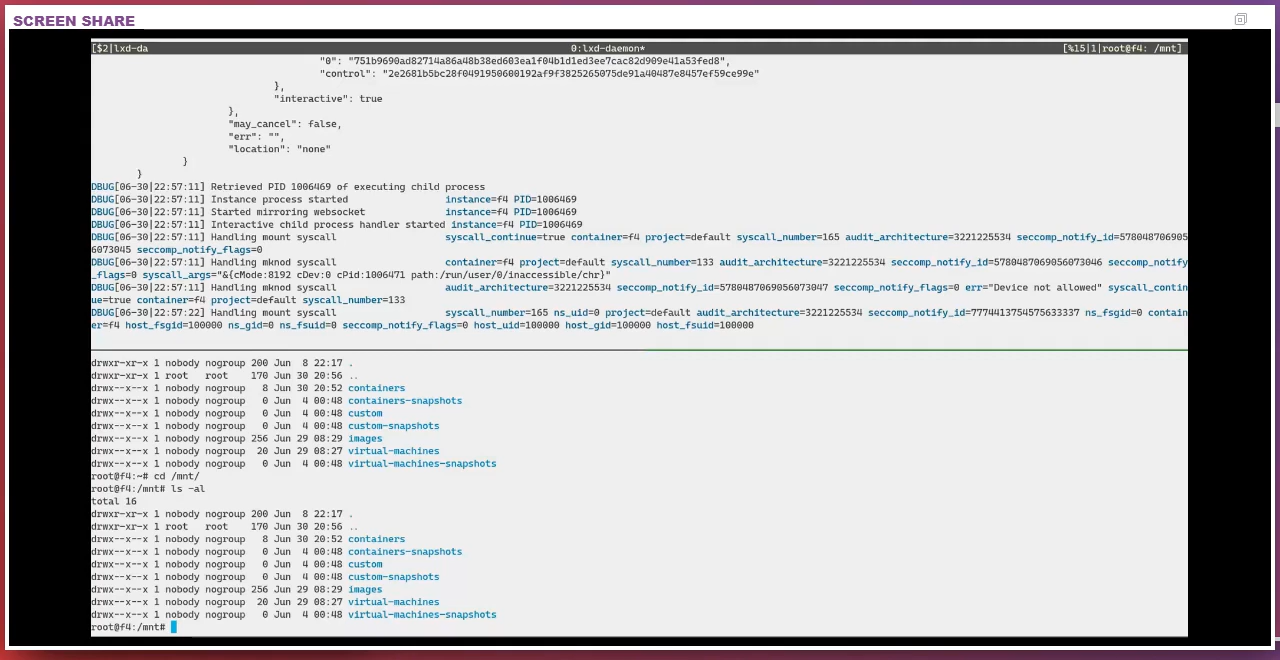 SCREEN SHARE
[$2|lxd-da 0:lxd-daemon* [%15|1|root@f4: /mnt]
"0": "751b9690ad82714a86a48b38ed603ea1f04b1d1ed3ee7cac82d909e41a53fed8",
"control": "2e2681b5bc28f0491950600192af9f3825265075de91a40487e8457ef59ce99e"
},
"interactive": true
},
"may_cancel": false,
"err": "",
"location": "none"
}
}
DBUG[06-30|22:57:11] Retrieved PID 1006469 of executing child process
DBUG[06-30|22:57:11] Instance process started instance=f4 PID=1006469
DBUG[06-30|22:57:11] Started mirroring websocket instance=f4 PID=1006469
DBUG[06-30|22:57:11] Interactive child process handler started instance=f4 PID=1006469
DBUG[06-30|22:57:11] Handling mount syscall syscall_continue=true container=f4 project=default syscall_number=165 audit_architecture=3221225534 seccomp_notify_id=578048706905
6073045 seccomp_notify_flags=0
DBUG[06-30|22:57:11] Handling mknod syscall container=f4 project=default syscall_number=133 audit_architecture=3221225534 seccomp_notify_id=5780487069056073046 seccomp_notify
_flags=0 syscall_args="&{cMode:8192 cDev:0 cPid:1006471 path:/run/user/0/inaccessible/chr}"
DBUG[06-30|22:57:11] Handling mknod syscall audit_architecture=3221225534 seccomp_notify_id=5780487069056073047 seccomp_notify_flags=0 err="Device not allowed" syscall_contin
ue=true container=f4 project=default syscall_number=133
DBUG[06-30|22:57:22] Handling mount syscall syscall_number=165 ns_uid=0 project=default audit_architecture=3221225534 seccomp_notify_id=7774413754575633337 ns_fsgid=0 contain
er=f4 host_fsgid=100000 ns_gid=0 ns_fsuid=0 seccomp_notify_flags=0 host_uid=100000 host_gid=100000 host_fsuid=100000
drwxr-xr-x 1 nobody nogroup 200 Jun  8 22:17 .
drwxr-xr-x 1 root   root    170 Jun 30 20:56 ..
drwx--x--x 1 nobody nogroup   8 Jun 30 20:52 containers
drwx--x--x 1 nobody nogroup   0 Jun  4 00:48 containers-snapshots
drwx--x--x 1 nobody nogroup   0 Jun  4 00:48 custom
drwx--x--x 1 nobody nogroup   0 Jun  4 00:48 custom-snapshots
drwx--x--x 1 nobody nogroup 256 Jun 29 08:29 images
drwx--x--x 1 nobody nogroup  20 Jun 29 08:27 virtual-machines
drwx--x--x 1 nobody nogroup   0 Jun  4 00:48 virtual-machines-snapshots
root@f4:~# cd /mnt/
root@f4:/mnt# ls -al
total 16
drwxr-xr-x 1 nobody nogroup 200 Jun  8 22:17 .
drwxr-xr-x 1 root   root    170 Jun 30 20:56 ..
drwx--x--x 1 nobody nogroup   8 Jun 30 20:52 containers
drwx--x--x 1 nobody nogroup   0 Jun  4 00:48 containers-snapshots
drwx--x--x 1 nobody nogroup   0 Jun  4 00:48 custom
drwx--x--x 1 nobody nogroup   0 Jun  4 00:48 custom-snapshots
drwx--x--x 1 nobody nogroup 256 Jun 29 08:29 images
drwx--x--x 1 nobody nogroup  20 Jun 29 08:27 virtual-machines
drwx--x--x 1 nobody nogroup   0 Jun  4 00:48 virtual-machines-snapshots
root@f4:/mnt#